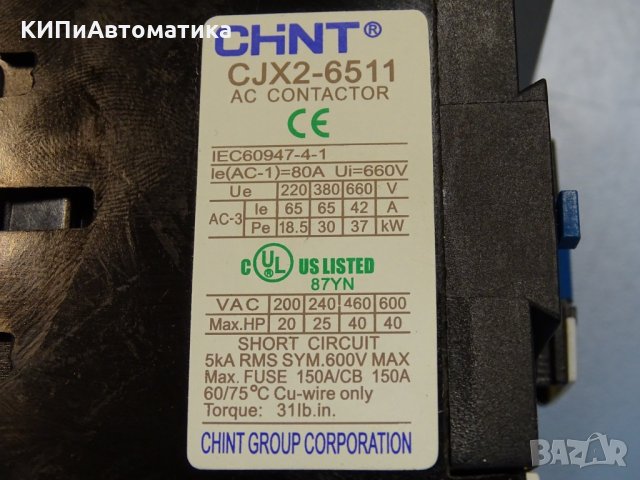 КИПиАвтоматика
CHNT®
CJX2-6511
AC CONTACTOR
CE
IEC60947-4-1
Ie(AC-1)=80A Ui=660V
Ue 220 380 660 V
AC-3 Ie 65 65 42 A
Pe 18.5 30 37 kW
C UL® US LISTED
87YN
VAC 200 240 460 600
Max.HP 20 25 40 40
SHORT CIRCUIT
5kA RMS SYM.600V MAX
Max. FUSE 150A/CB 150A
60/75°C Cu-wire only
Torque: 31lb.in.
CHINT GROUP CORPORATION
BAZAR